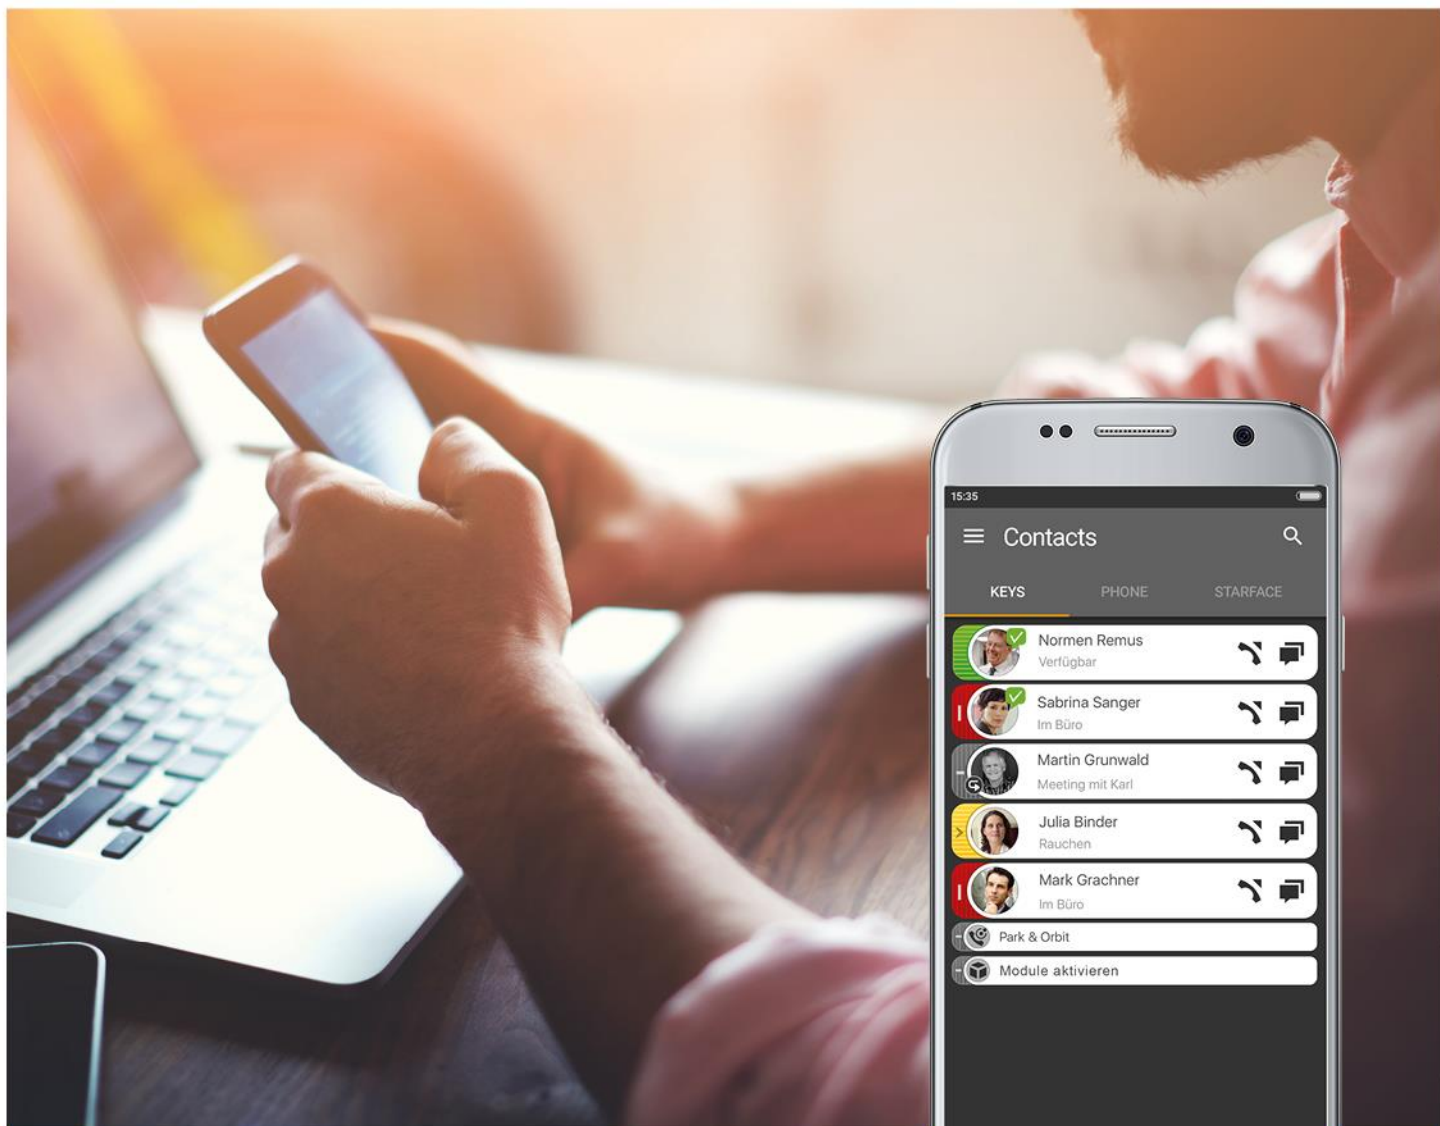 15:35
Contacts
KEYS PHONE STARFACE
Normen Remus
Verfügbar
Sabrina Sanger
Im Büro
Martin Grunwald
Meeting mit Karl
Julia Binder
Rauchen
Mark Grachner
Im Büro
Park & Orbit
Module aktivieren